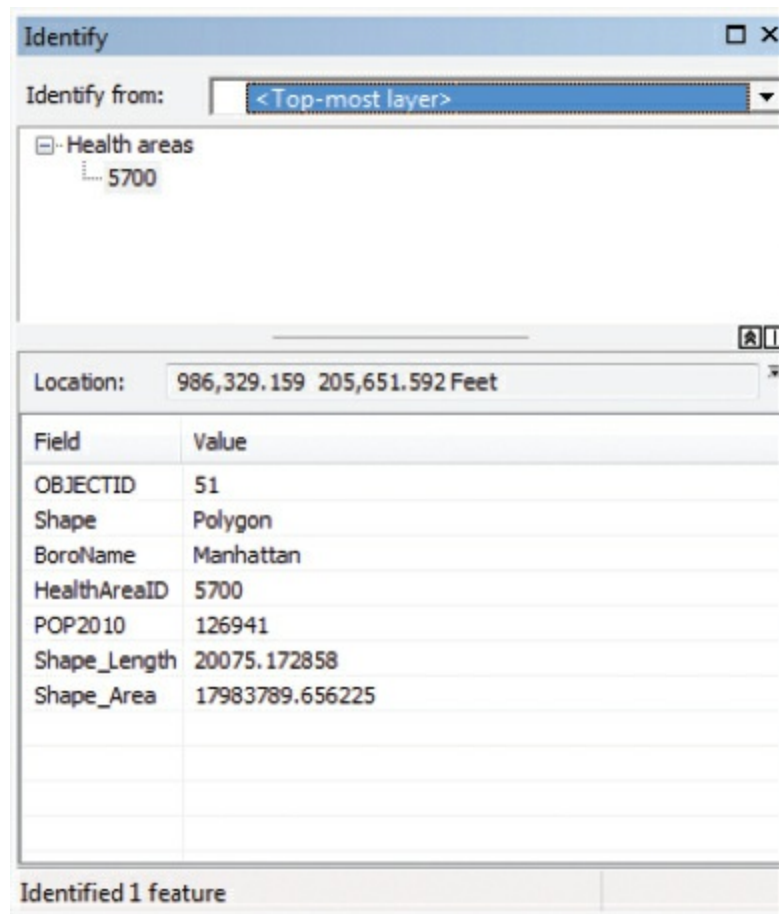 Identify
Identify from: <Top-most layer>
Health areas
5700
Location: 986,329.159 205,651.592 Feet
Field Value
OBJECTID 51
Shape Polygon
BoroName Manhattan
HealthAreaID 5700
POP2010 126941
Shape_Length 20075.172858
Shape_Area 17983789.656225
Identified 1 feature